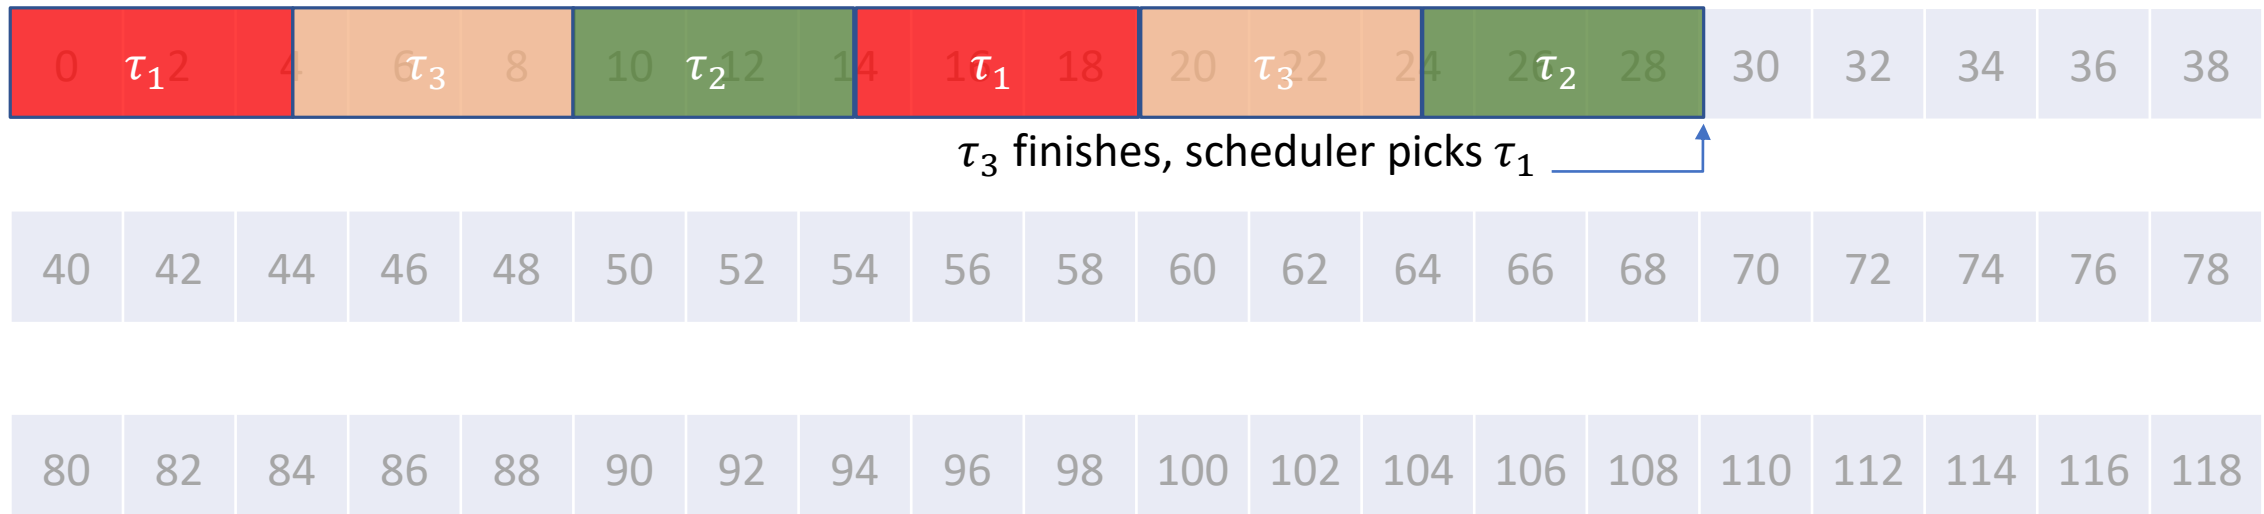 0 τ₁ 2 4 6 τ₃ 8 10 τ₂ 12 14 16 τ₁ 18 20 τ₃ 22 24 26 τ₂ 28 30 32 34 36 38
τ₃ finishes, scheduler picks τ₁
40 42 44 46 48 50 52 54 56 58 60 62 64 66 68 70 72 74 76 78
80 82 84 86 88 90 92 94 96 98 100 102 104 106 108 110 112 114 116 118